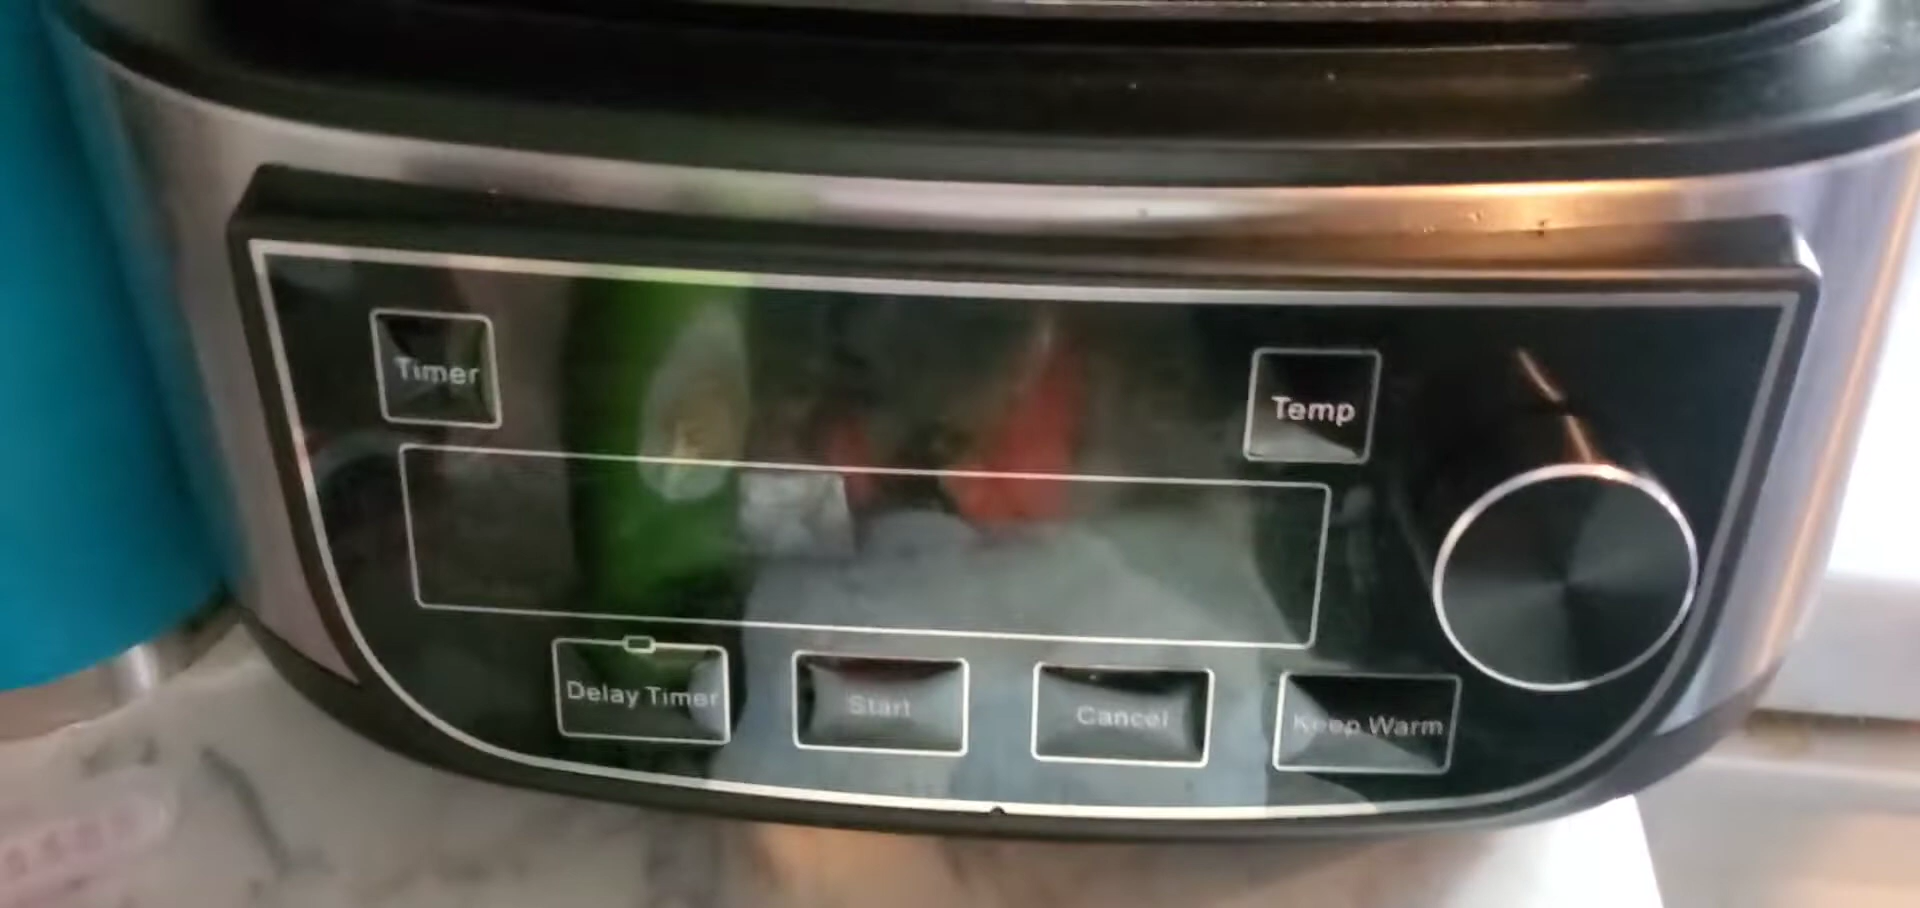 Timer
Temp
Delay Timer
Start
Cancel
Keep Warm